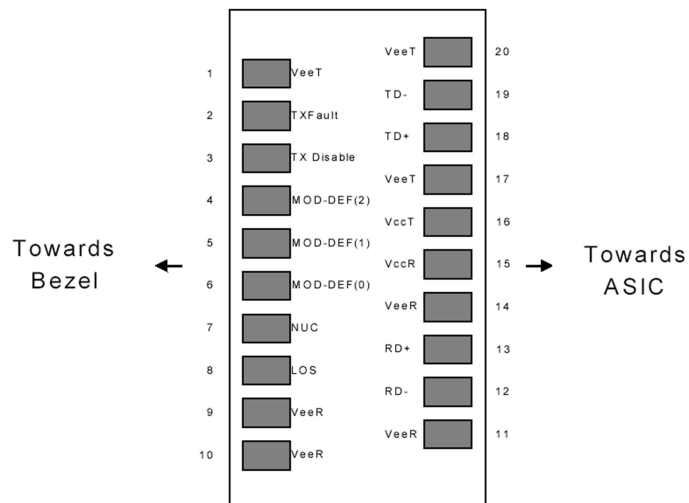 VeeT 20
1 VeeT
TD- 19
2 TXFault
TD+ 18
3 TX Disable
VeeT 17
4 MOD-DEF(2)
VccT 16
5 MOD-DEF(1)
Towards
Bezel
VccR 15
Towards
ASIC
6 MOD-DEF(0)
VeeR 14
7 NUC
RD+ 13
8 LOS
RD- 12
9 VeeR
VeeR 11
10 VeeR